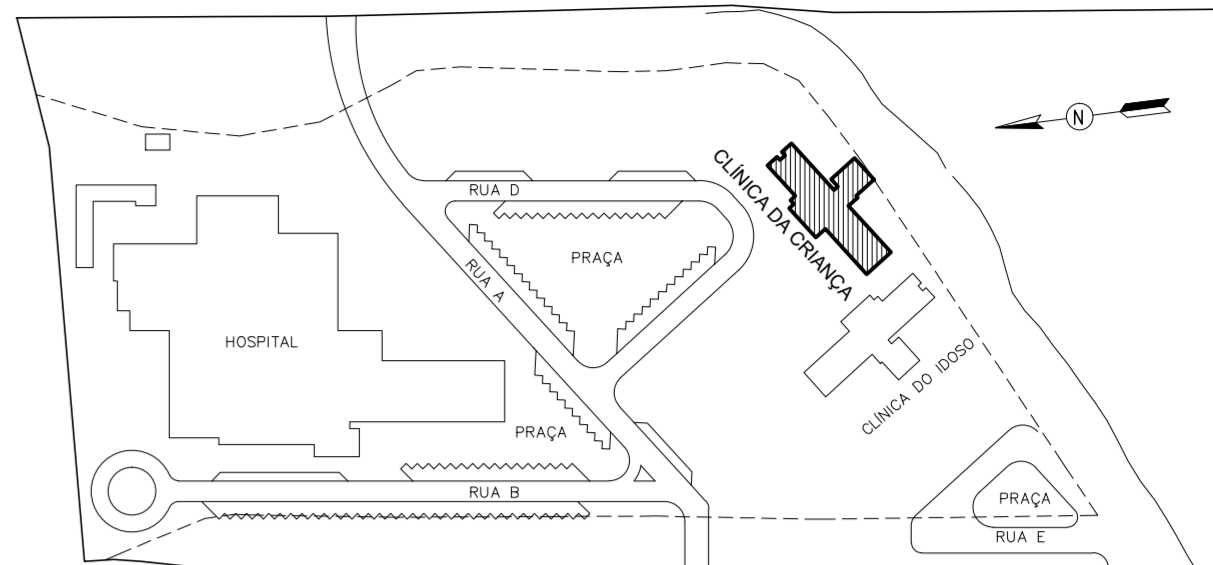 N
CLÍNICA DA CRIANÇA
RUA D
PRAÇA
RUA A
HOSPITAL
CLÍNICA DO IDOSO
PRAÇA
RUA B
PRAÇA
RUA E